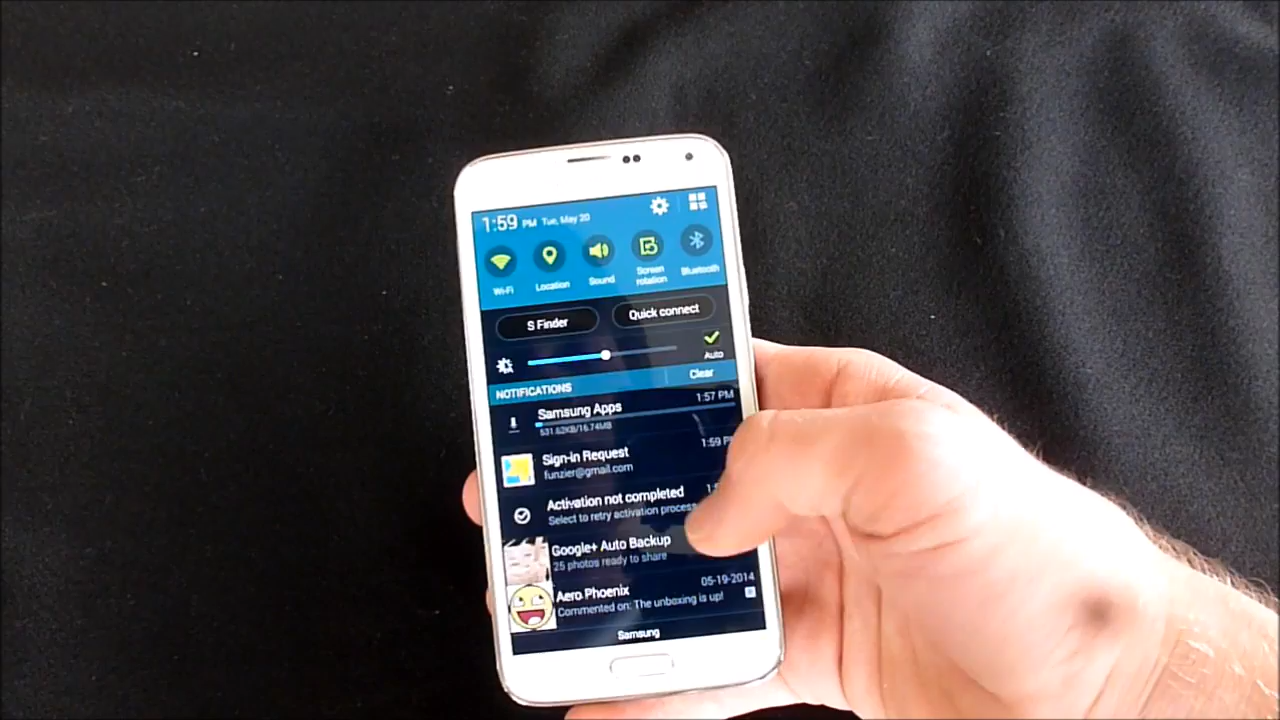 1:59 PM Tue, May 20
Wi-Fi Location Sound Screen rotation Bluetooth
S Finder Quick connect
Auto
NOTIFICATIONS Clear
Samsung Apps 1:57 PM
531.62KB/16.74MB
Sign-in Request 1:59
funzier@gmail.com
Activation not completed
Select to retry activation process
Google+ Auto Backup
25 photos ready to share
Aero Phoenix 05-19-2014
Commented on: The unboxing is up!
Samsung